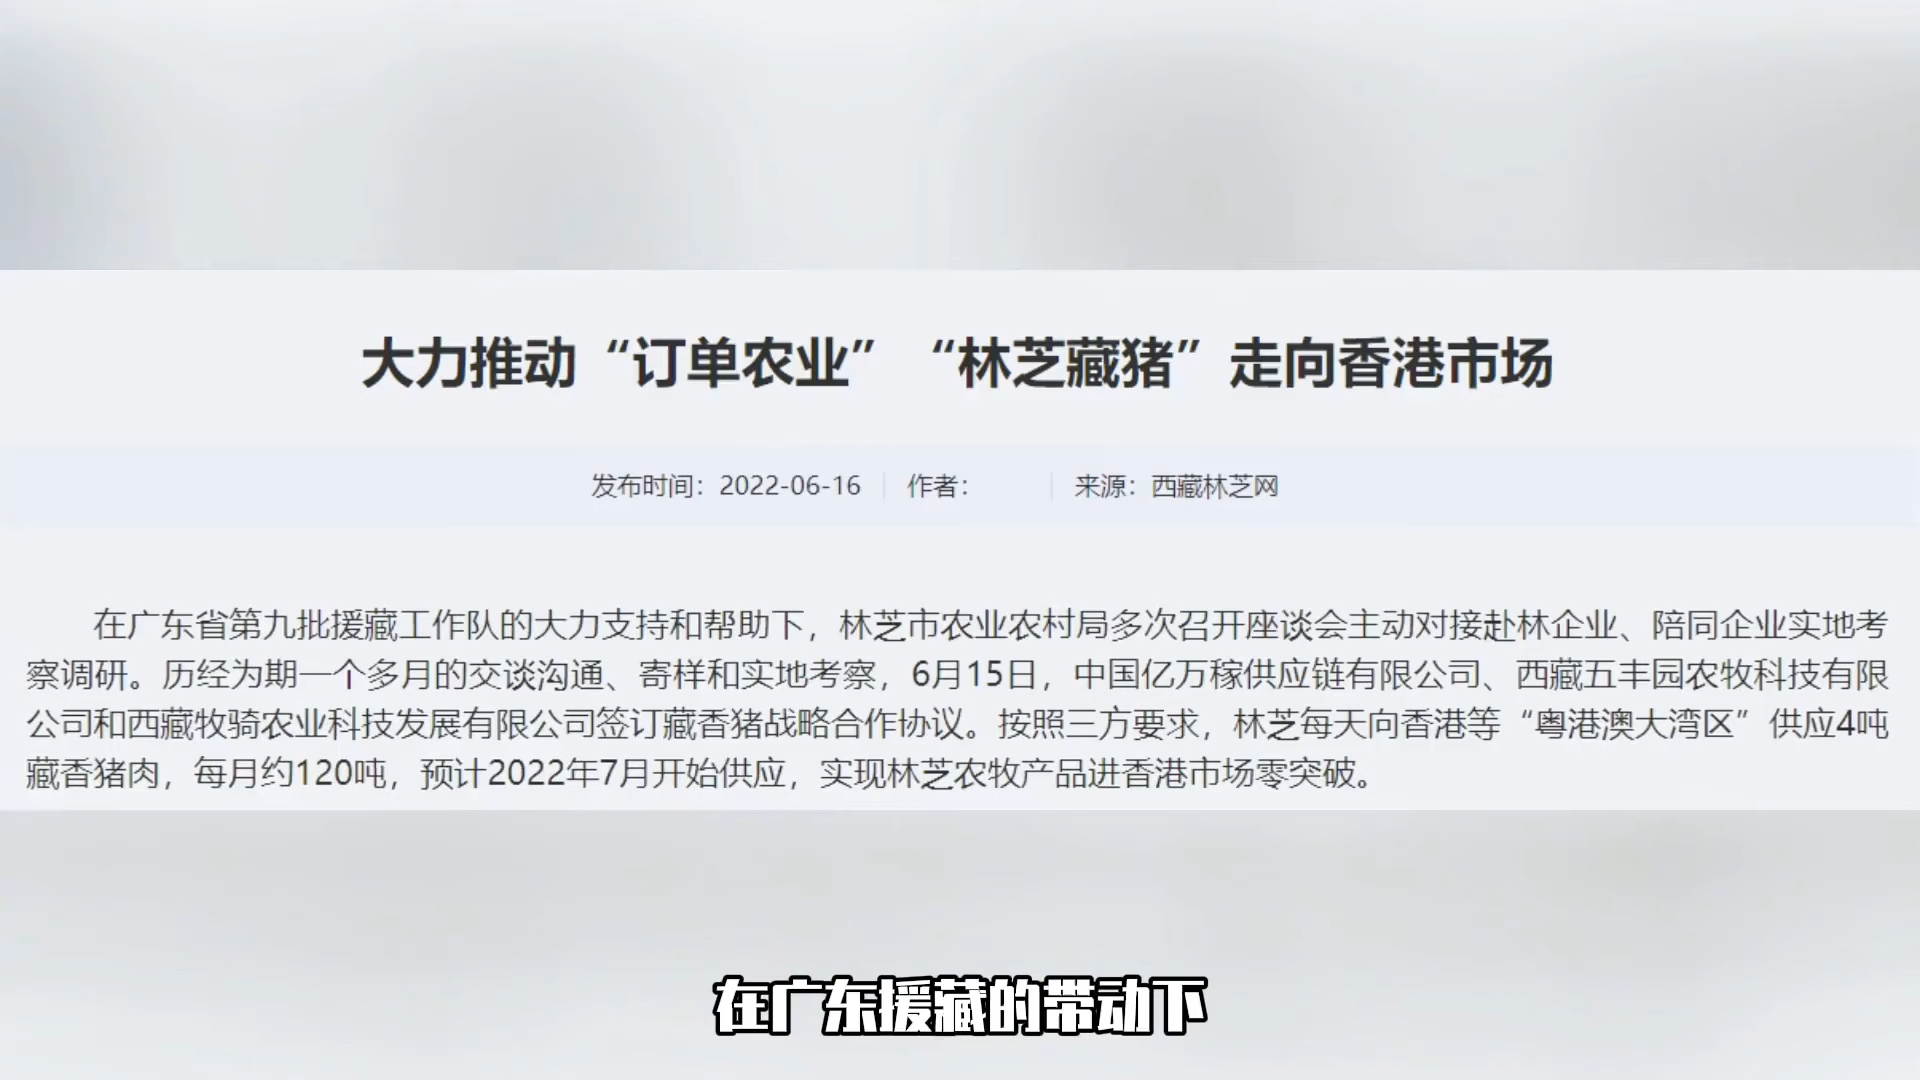 大力推动“订单农业” “林芝藏猪”走向香港市场
发布时间：2022-06-16 作者： 来源：西藏林芝网
在广东省第九批援藏工作队的大力支持和帮助下，林芝市农业农村局多次召开座谈会主动对接赴林企业、陪同企业实地考
察调研。历经为期一个多月的交谈沟通、寄样和实地考察，6月15日，中国亿万稼供应链有限公司、西藏五丰园农牧科技有限
公司和西藏牧骑农业科技发展有限公司签订藏香猪战略合作协议。按照三方要求，林芝每天向香港等“粤港澳大湾区”供应4吨
藏香猪肉，每月约120吨，预计2022年7月开始供应，实现林芝农牧产品进香港市场零突破。
在广东援藏的带动下